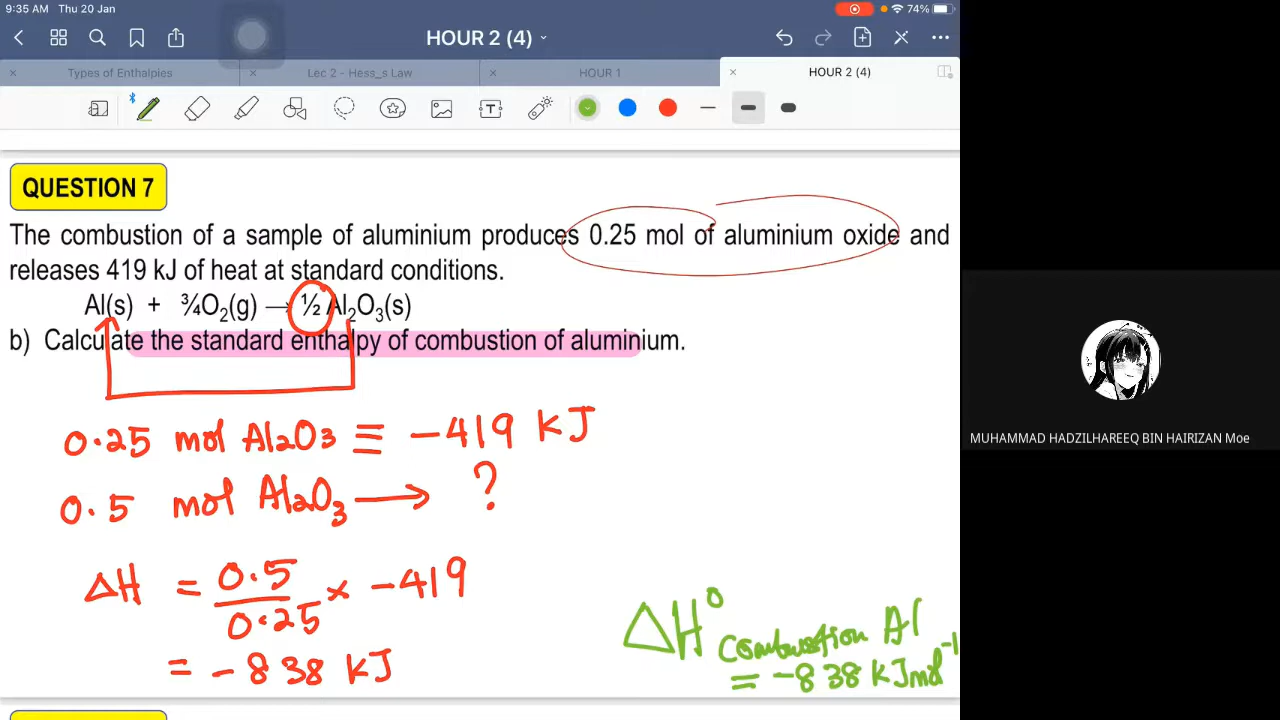 9:35 AM Thu 20 Jan
74%
HOUR 2 (4)
Types of Enthalpies
Lec 2 - Hess_s Law
HOUR 1
HOUR 2 (4)
QUESTION 7
The combustion of a sample of aluminium produces 0.25 mol of aluminium oxide and
releases 419 kJ of heat at standard conditions.
Al(s) + ¾O₂(g) → ½ Al₂O₃(s)
b) Calculate the standard enthalpy of combustion of aluminium.
0.25 mol Al₂O₃ ≡ -419 kJ
0.5 mol Al₂O₃ → ?
ΔH = 0.5/0.25 × -419
= -838 kJ
ΔH⁰ combustion Al
= -838 kJmol⁻¹
MUHAMMAD HADZILHAREEQ BIN HAIRIZAN Moe